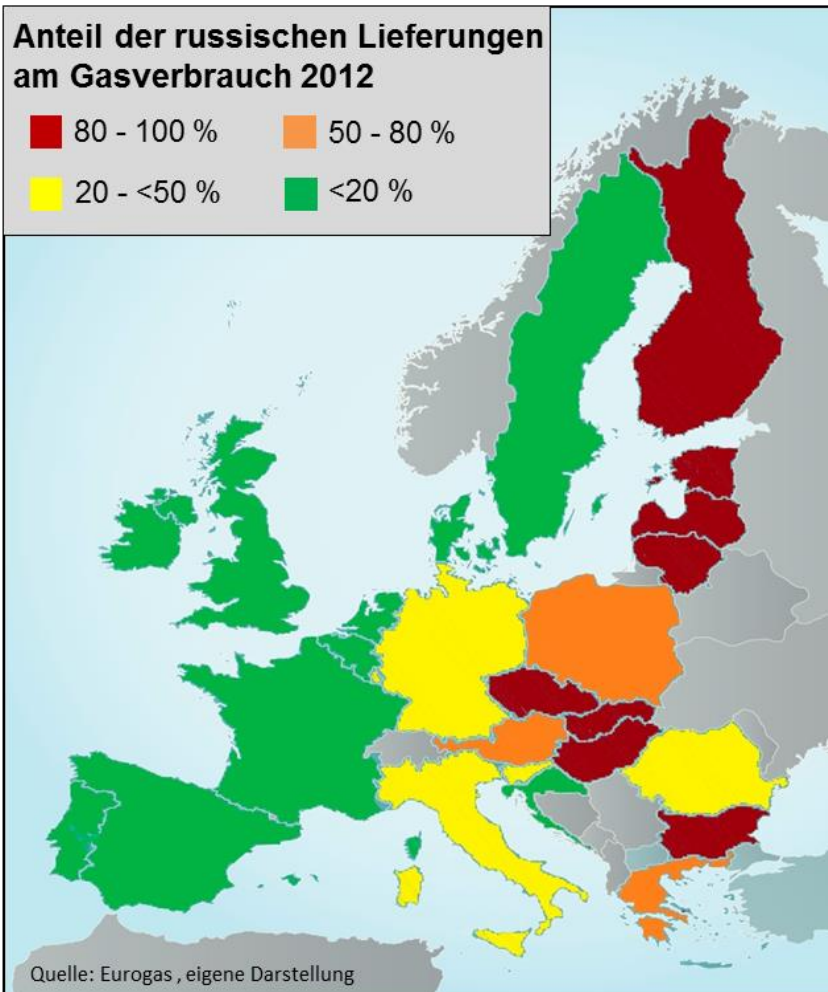 Anteil der russischen Lieferungen
am Gasverbrauch 2012
80 - 100 %
50 - 80 %
20 - <50 %
<20 %
Quelle: Eurogas , eigene Darstellung